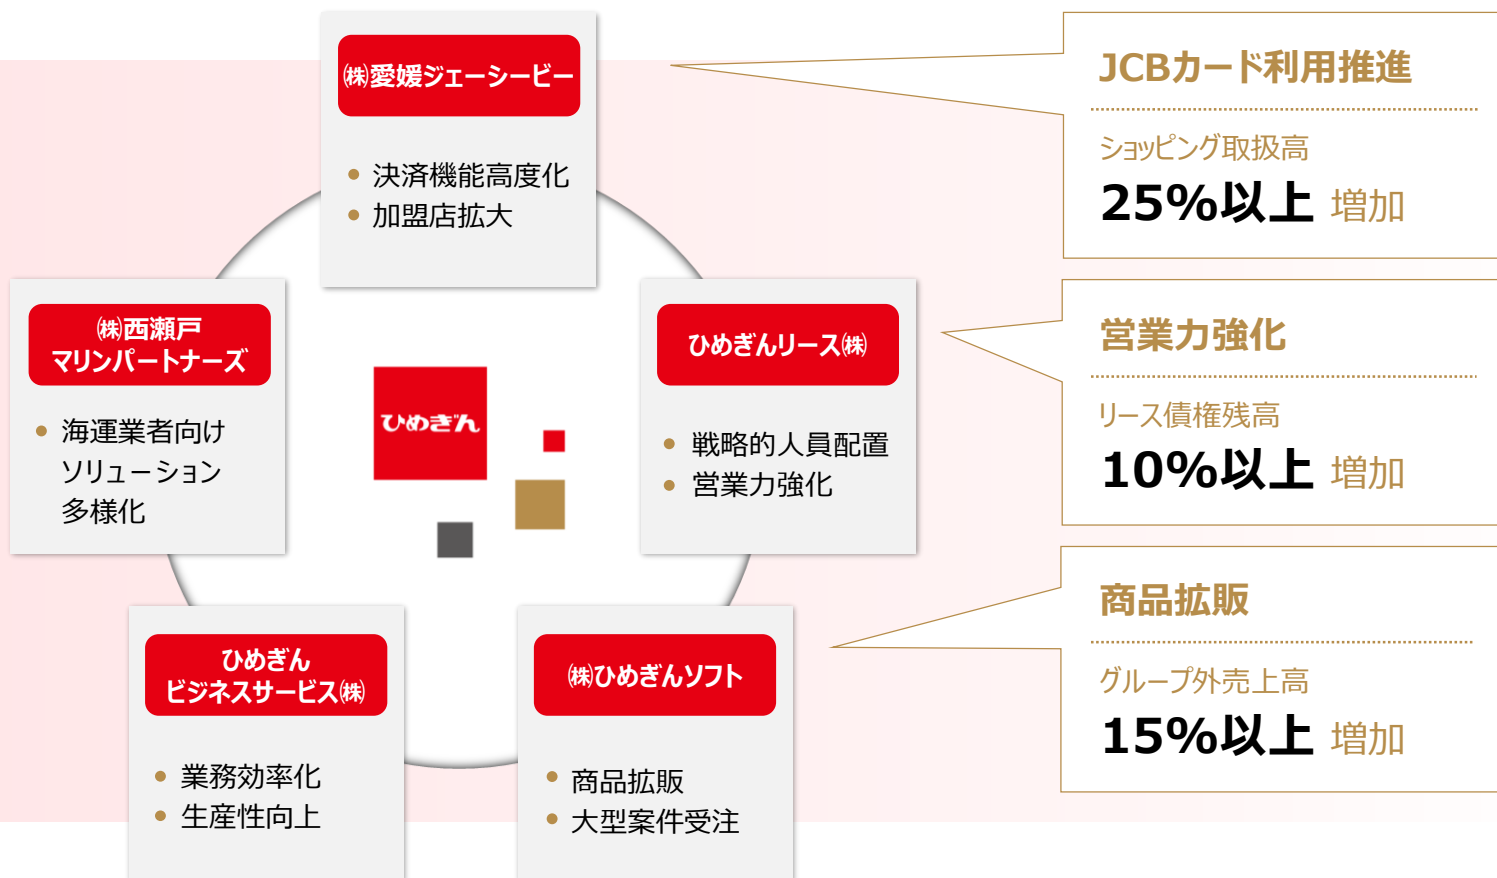 ㈱愛媛ジェーシービー
• 決済機能高度化
• 加盟店拡大
㈱西瀬戸
マリンパートナーズ
• 海運業者向け
ソリューション
多様化
ひめぎん
ひめぎんリース㈱
• 戦略的人員配置
• 営業力強化
ひめぎん
ビジネスサービス㈱
• 業務効率化
• 生産性向上
㈱ひめぎんソフト
• 商品拡販
• 大型案件受注
JCBカード利用推進
ショッピング取扱高
25%以上 増加
営業力強化
リース債権残高
10%以上 増加
商品拡販
グループ外売上高
15%以上 増加